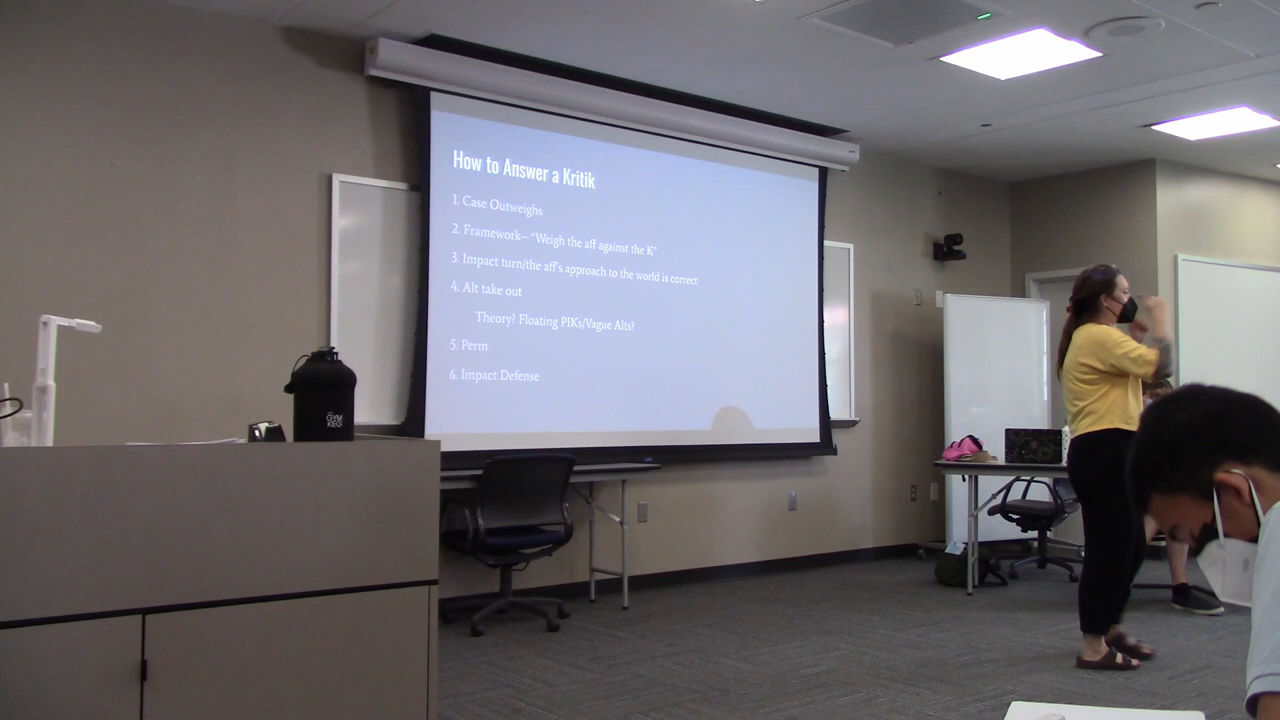 How to Answer a Kritik
1. Case Outweighs
2. Framework-- "Weigh the aff against the K"
3. Impact turn/the aff's approach to the world is correct
4. Alt take out
Theory? Floating PIKs/Vague Alts?
5. Perm
6. Impact Defense
GYM
KEG